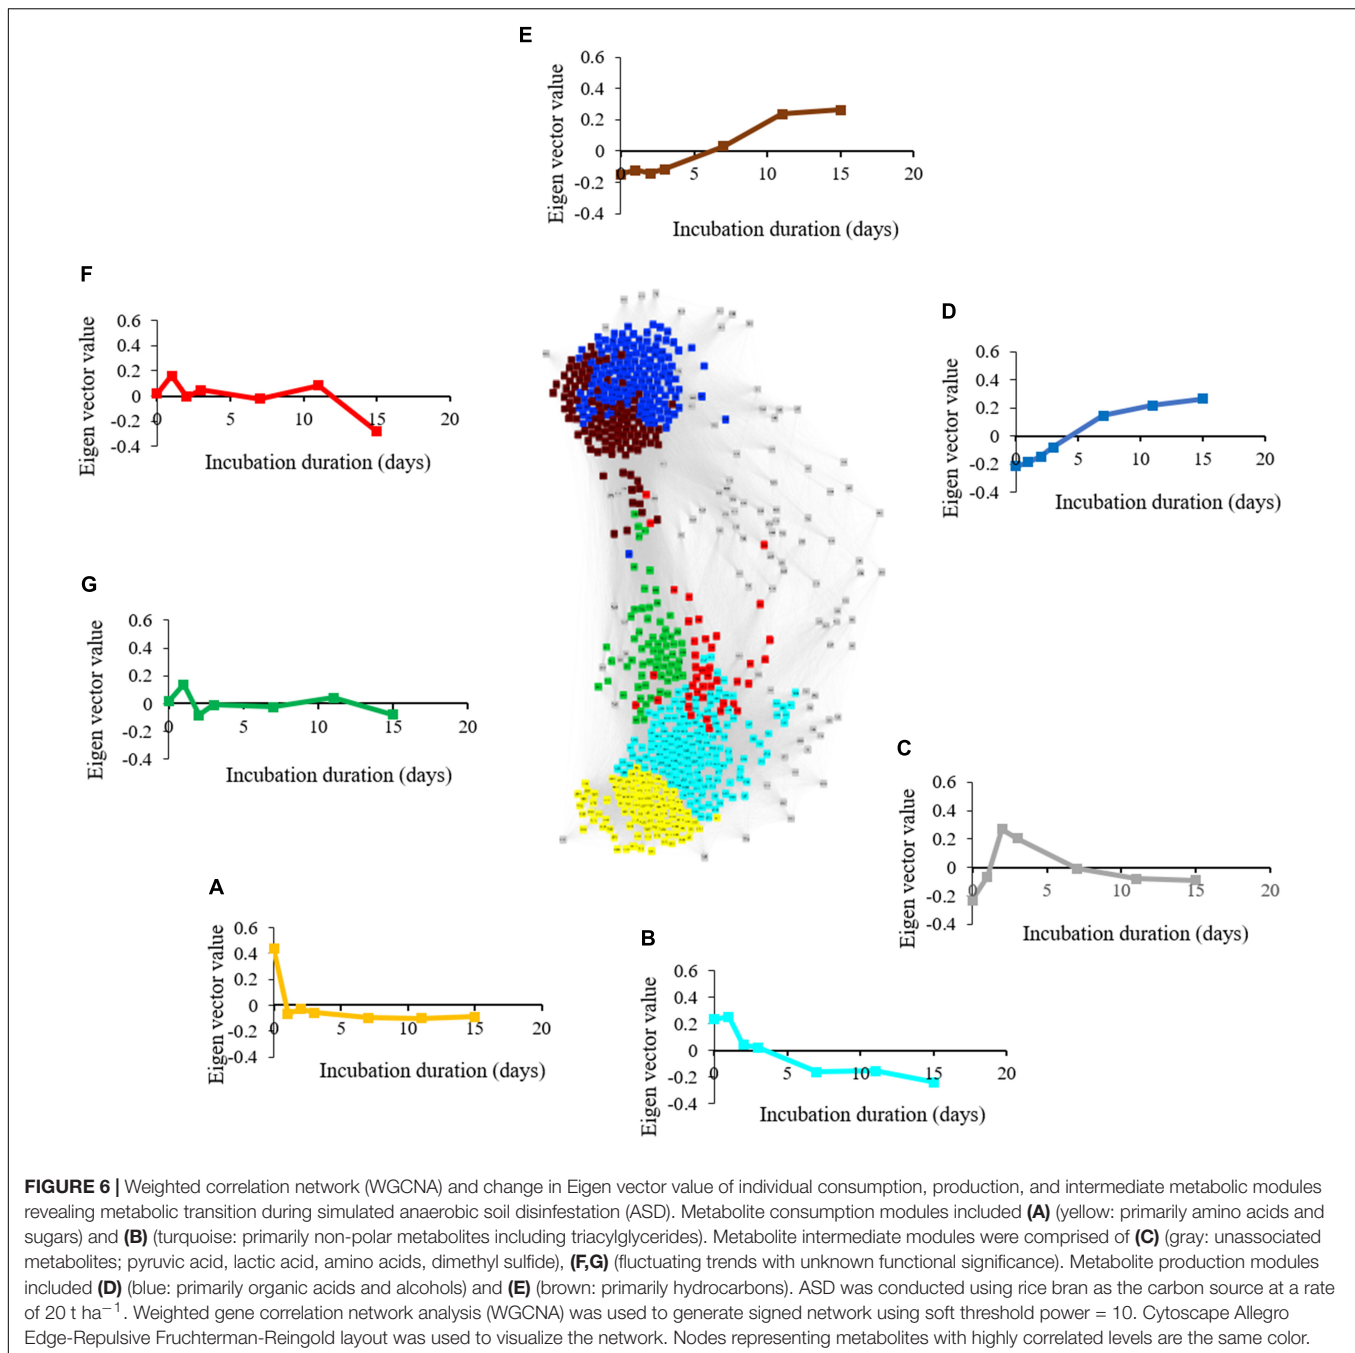 E
0.6
0.4
0.2
0
-0.2
-0.4
0 5 10 15 20
Eigen vector value
Incubation duration (days)
F
0.6
0.4
0.2
0
-0.2
-0.4
0 5 10 15 20
Eigen vector value
Incubation duration (days)
D
0.6
0.4
0.2
0
-0.2
-0.4
0 5 10 15 20
Eigen vector value
Incubation duration (days)
G
0.6
0.4
0.2
0
-0.2
-0.4
0 5 10 15 20
Eigen vector value
Incubation duration (days)
C
0.6
0.4
0.2
0
-0.2
-0.4
0 5 10 15 20
Eigen vector value
Incubation duration (days)
A
0.6
0.4
0.2
0
-0.2
-0.4
0 5 10 15 20
Eigen vector value
Incubation duration (days)
B
0.6
0.4
0.2
0
-0.2
-0.4
0 5 10 15 20
Eigen vector value
Incubation duration (days)
FIGURE 6 | Weighted correlation network (WGCNA) and change in Eigen vector value of individual consumption, production, and intermediate metabolic modules
revealing metabolic transition during simulated anaerobic soil disinfestation (ASD). Metabolite consumption modules included (A) (yellow: primarily amino acids and
sugars) and (B) (turquoise: primarily non-polar metabolites including triacylglycerides). Metabolite intermediate modules were comprised of (C) (gray: unassociated
metabolites; pyruvic acid, lactic acid, amino acids, dimethyl sulfide), (F,G) (fluctuating trends with unknown functional significance). Metabolite production modules
included (D) (blue: primarily organic acids and alcohols) and (E) (brown: primarily hydrocarbons). ASD was conducted using rice bran as the carbon source at a rate
of 20 t ha−1. Weighted gene correlation network analysis (WGCNA) was used to generate signed network using soft threshold power = 10. Cytoscape Allegro
Edge-Repulsive Fruchterman-Reingold layout was used to visualize the network. Nodes representing metabolites with highly correlated levels are the same color.